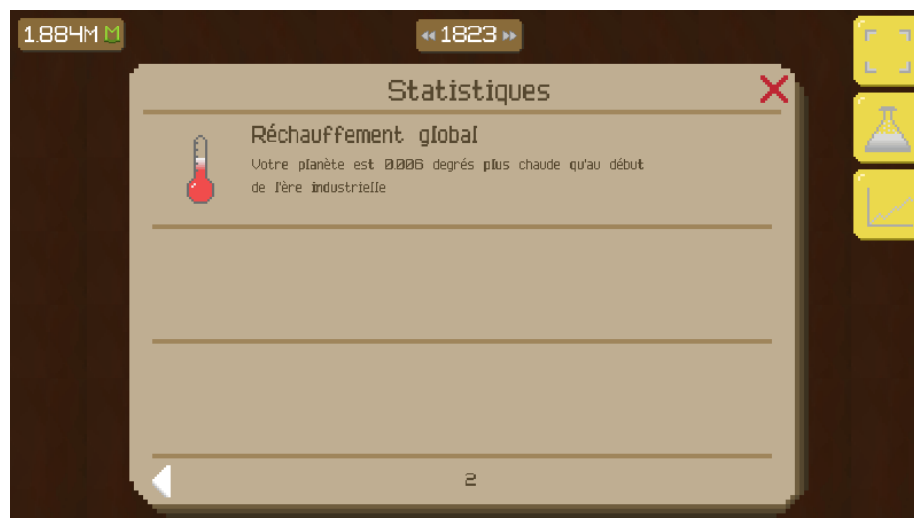 1.884M
1823
Statistiques
Réchauffement global
Votre planète est 0.006 degrés plus chaude qu'au début
de l'ère industrielle
2